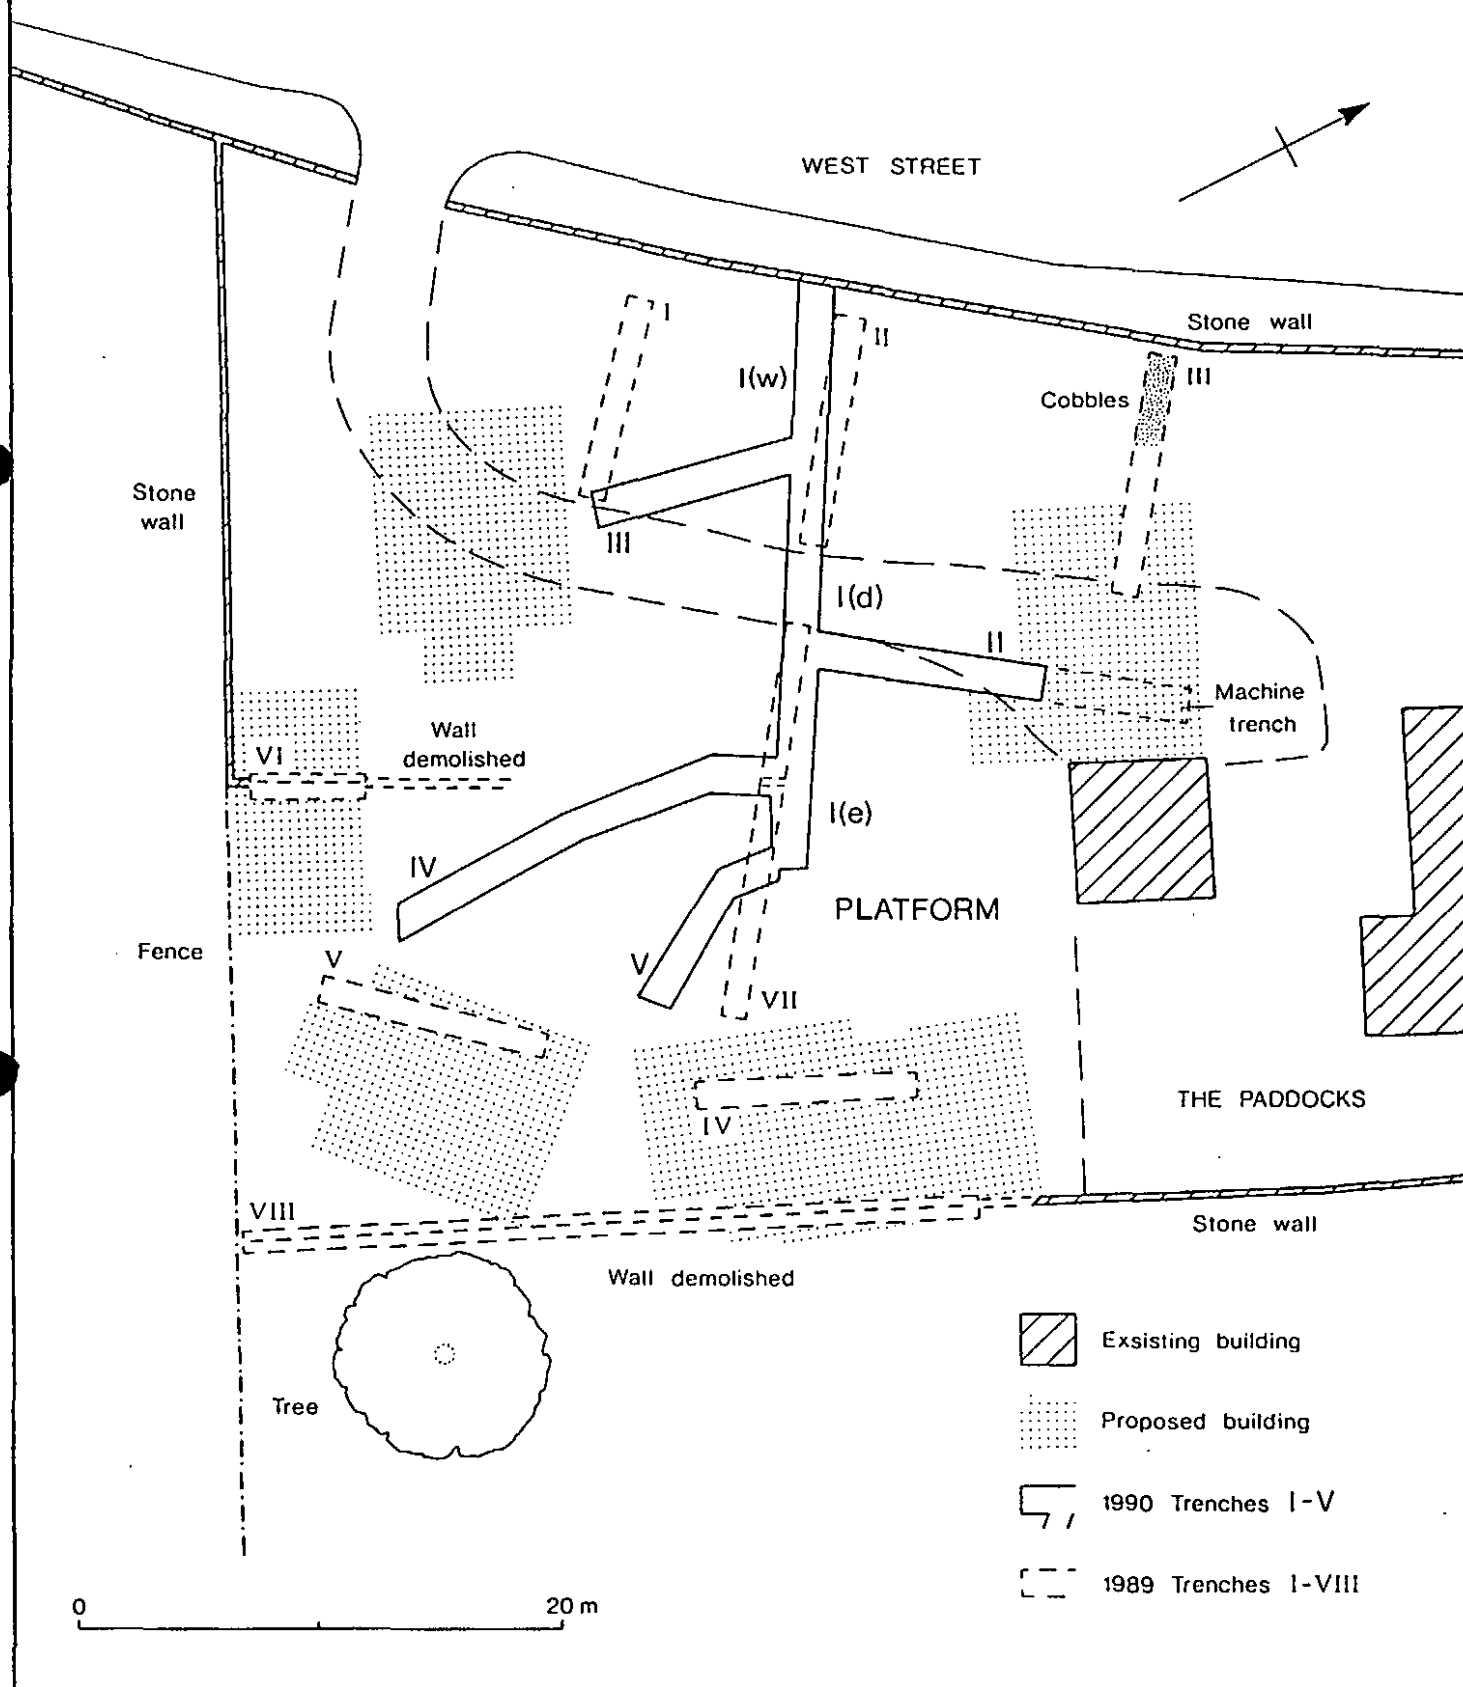 WEST STREET
I
II
Stone wall
I(w)
III
Cobbles
Stone
wall
III
I(d)
II
Machine
trench
Wall
demolished
VI
I(e)
IV
PLATFORM
Fence
V
V
VII
THE PADDOCKS
IV
VIII
Stone wall
Wall demolished
Exsisting building
Tree
Proposed building
1990 Trenches I-V
1989 Trenches I-VIII
0 20 m